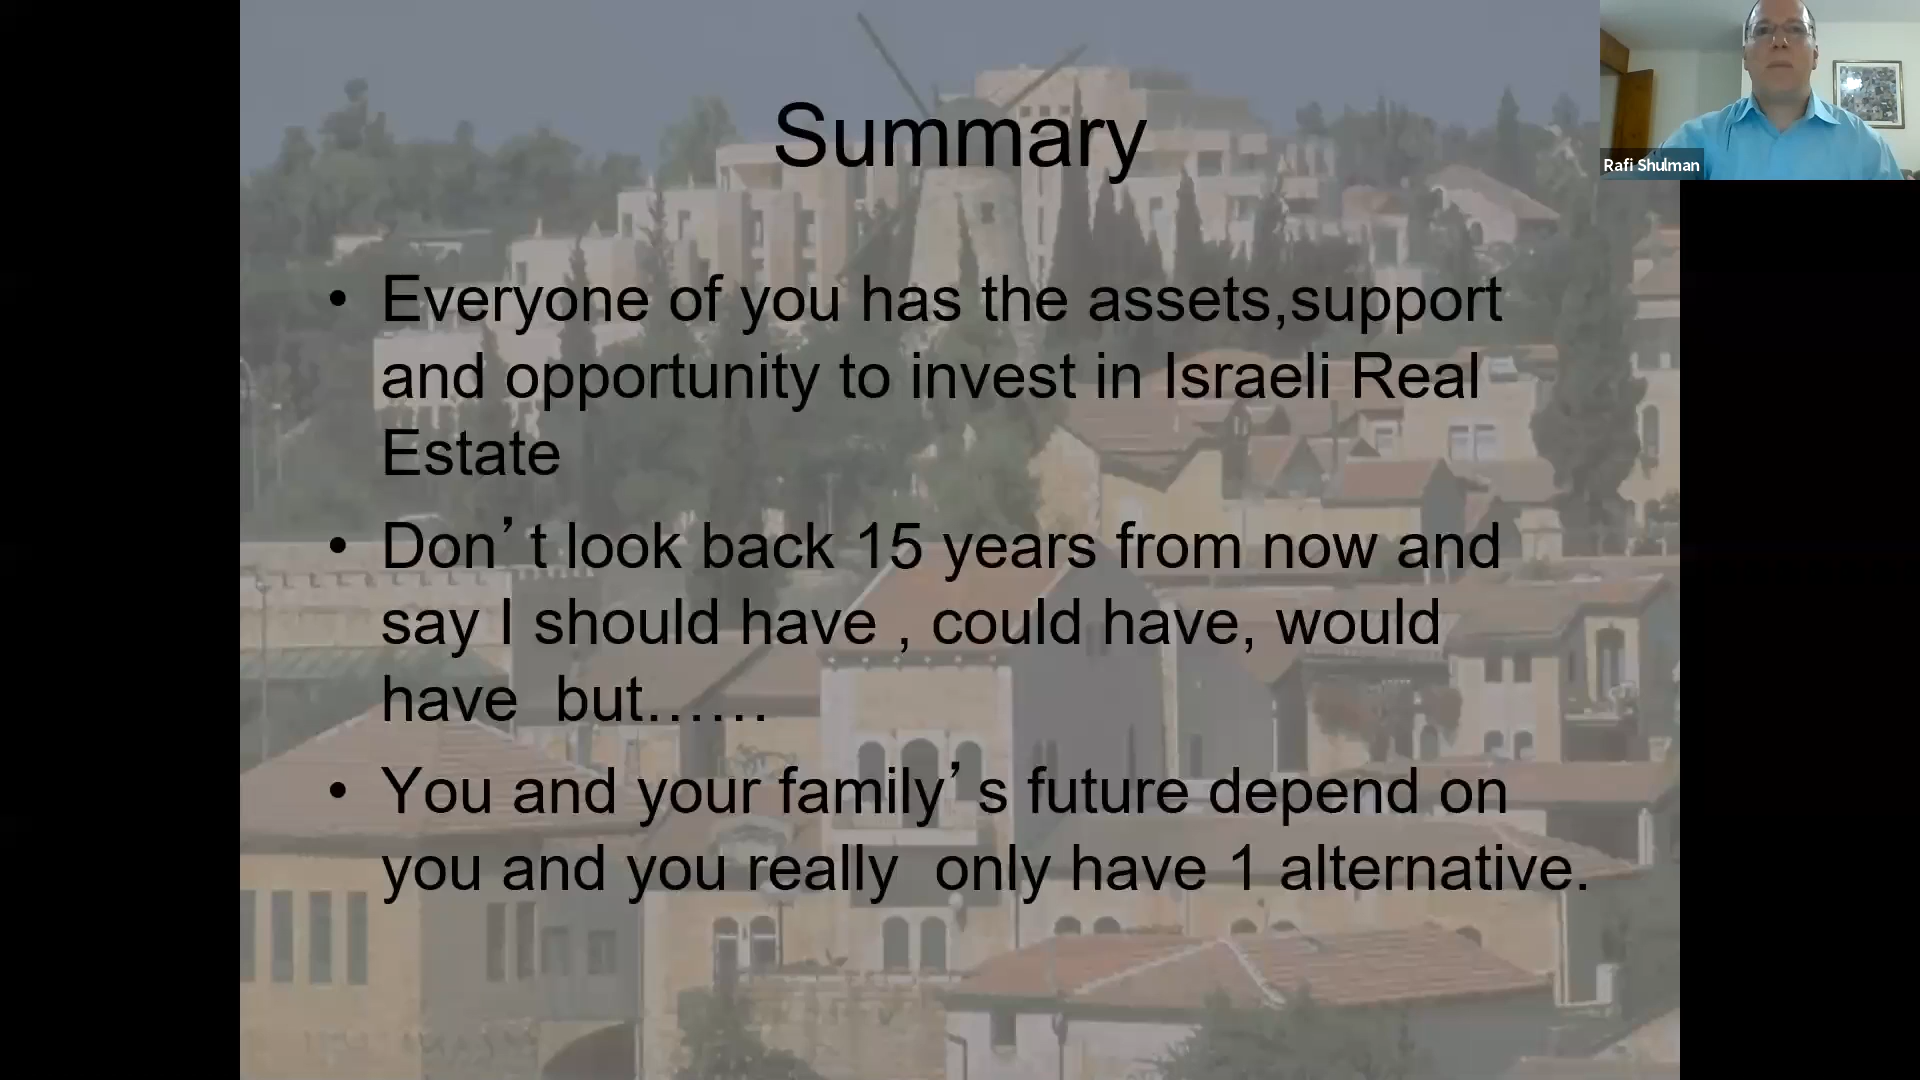 Summary
Rafi Shulman
• Everyone of you has the assets,support
and opportunity to invest in Israeli Real
Estate
• Don’t look back 15 years from now and
say I should have , could have, would
have  but……
• You and your family’s future depend on
you and you really  only have 1 alternative.